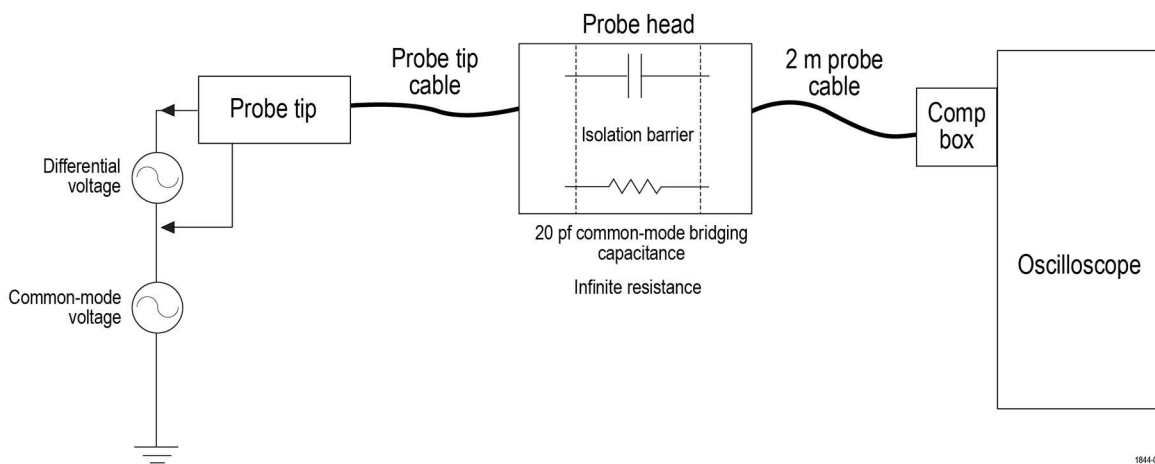 Probe head
Probe tip
cable
2 m probe
cable
Probe tip
Comp
box
Isolation barrier
Differential
voltage
20 pf common-mode bridging
capacitance
Oscilloscope
Infinite resistance
Common-mode
voltage